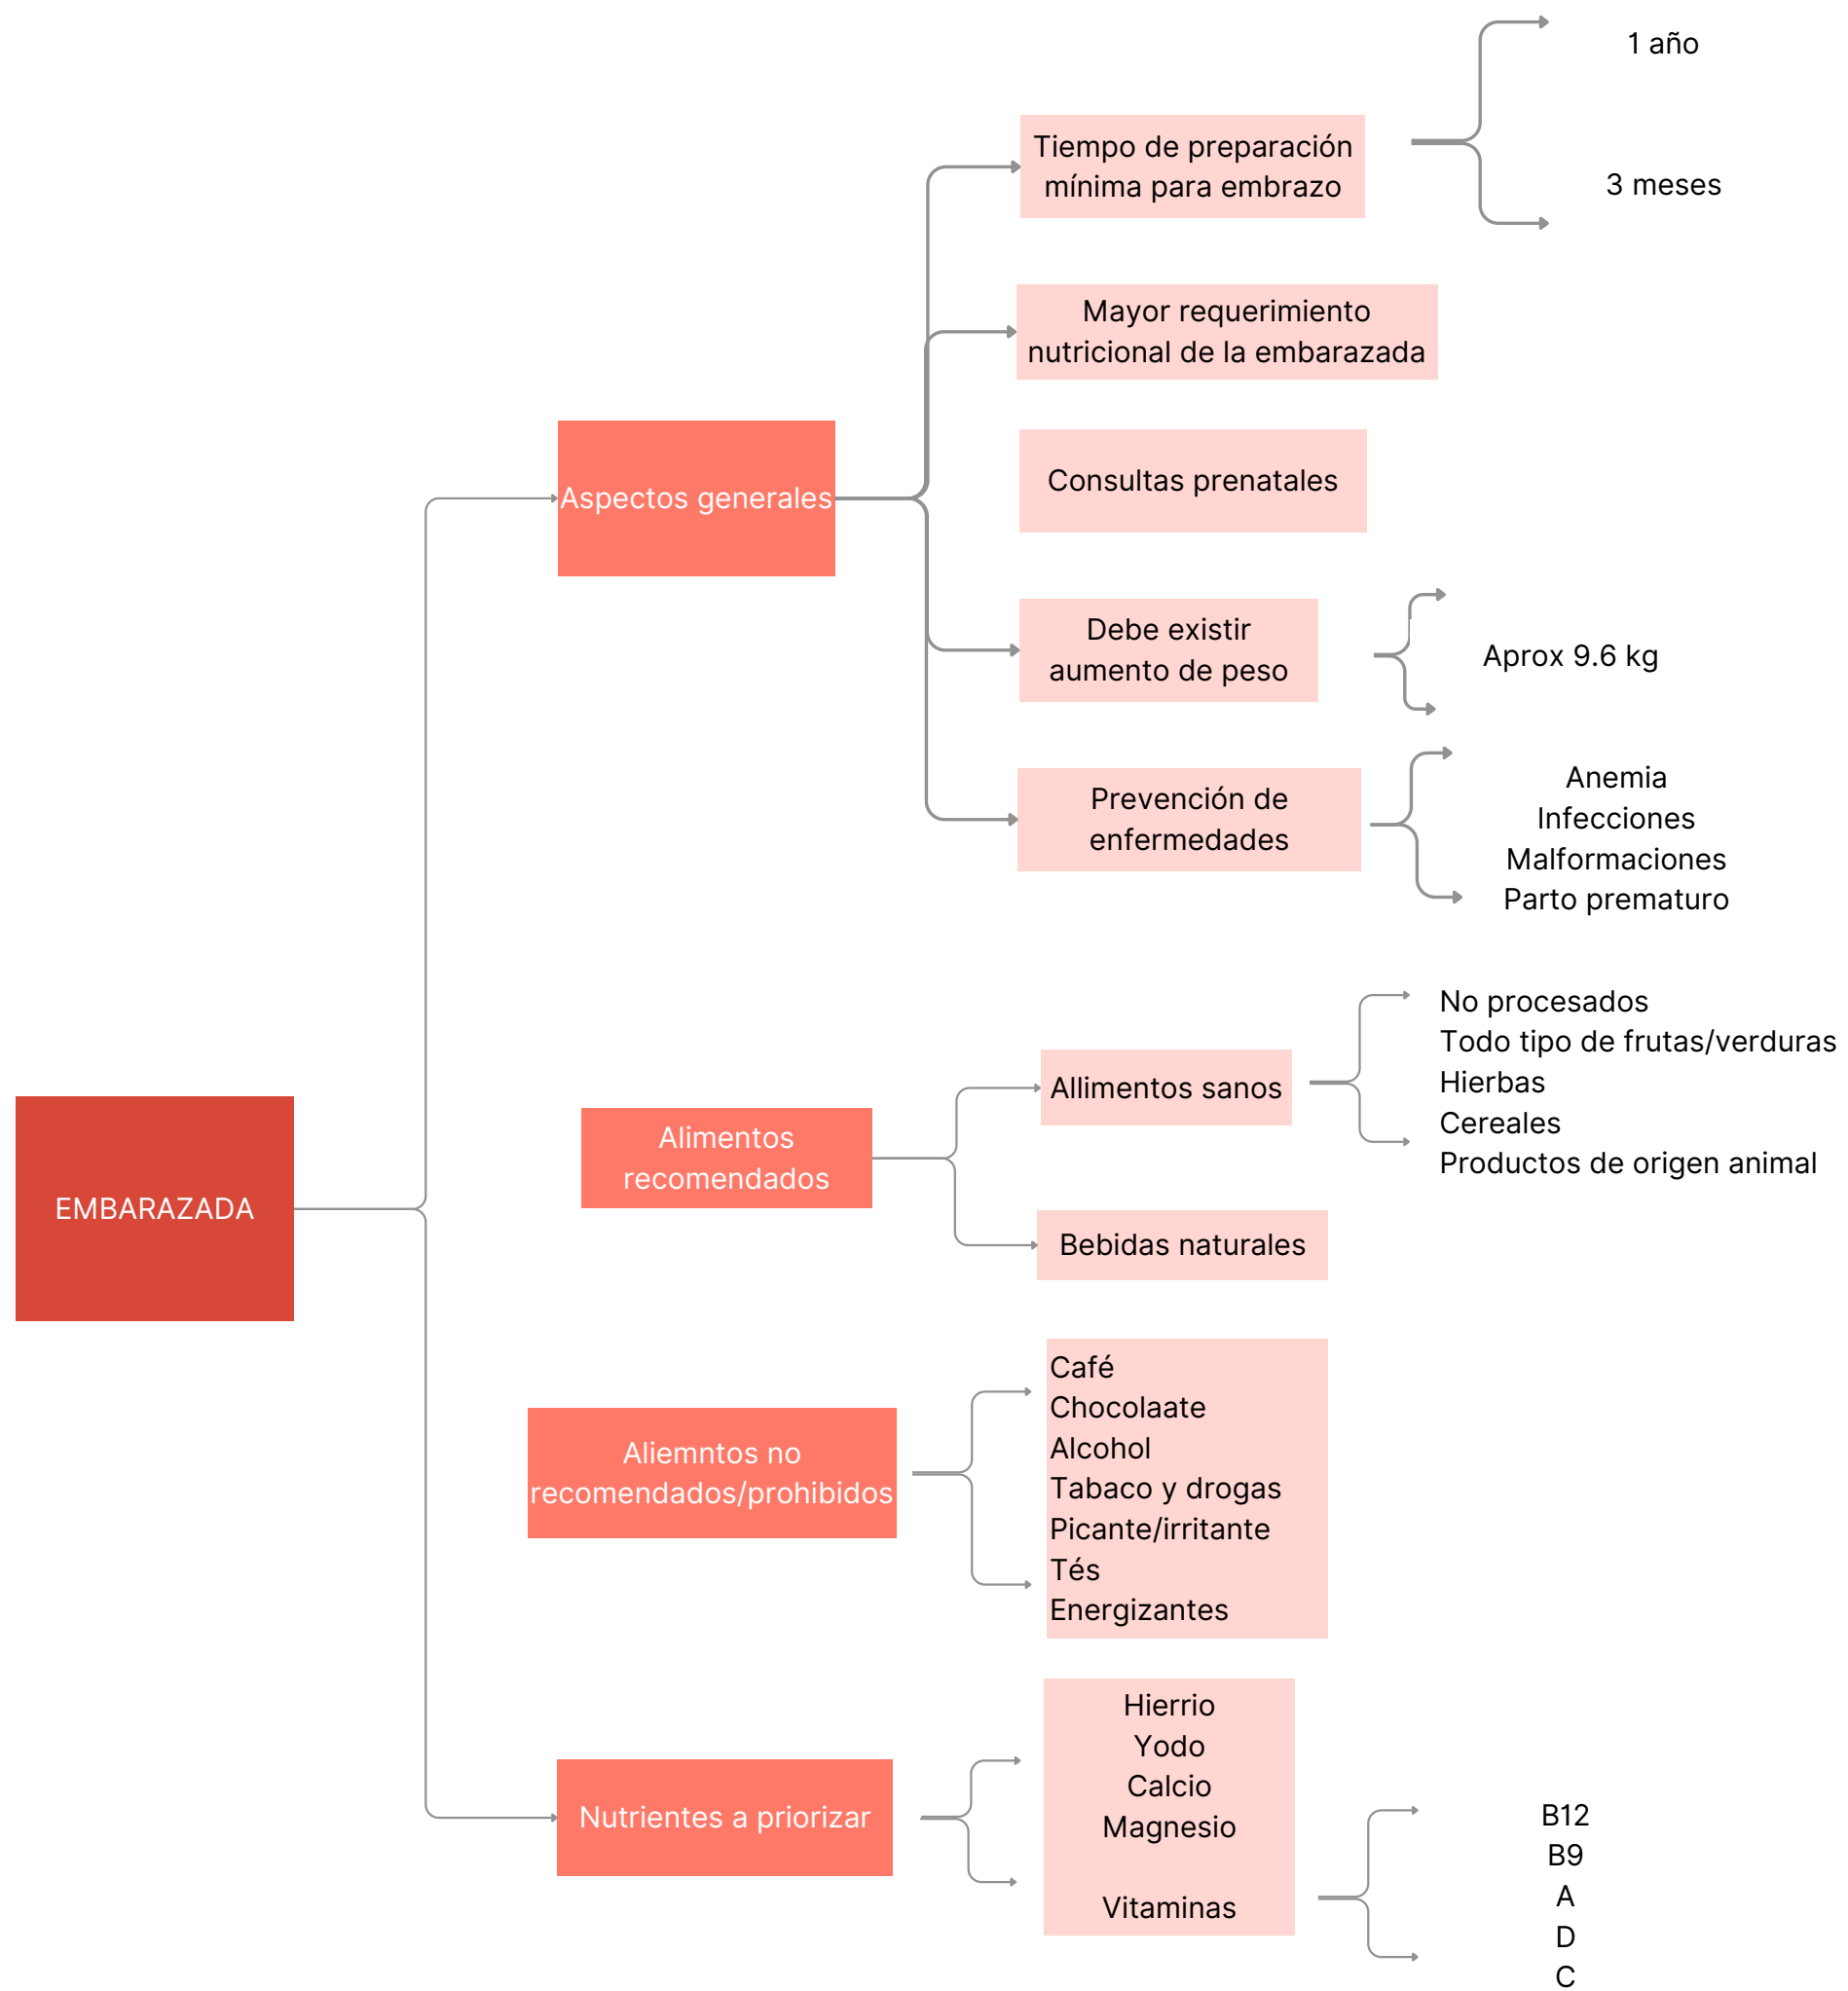 1 año
Tiempo de preparación
mínima para embrazo
3 meses
Mayor requerimiento
nutricional de la embarazada
Aspectos generales
Consultas prenatales
Debe existir
aumento de peso
Aprox 9.6 kg
Prevención de
enfermedades
Anemia
Infecciones
Malformaciones
Parto prematuro
EMBARAZADA
Alimentos
recomendados
Allimentos sanos
No procesados
Todo tipo de frutas/verduras
Hierbas
Cereales
Productos de origen animal
Bebidas naturales
Aliemntos no
recomendados/prohibidos
Café
Chocolaate
Alcohol
Tabaco y drogas
Picante/irritante
Tés
Energizantes
Nutrientes a priorizar
Hierrio
Yodo
Calcio
Magnesio
Vitaminas
B12
B9
A
D
C